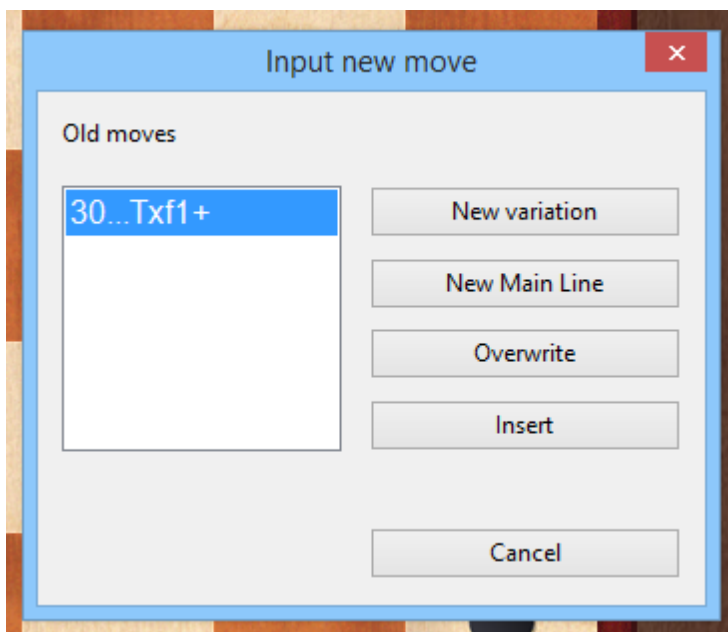 Input new move
Old moves
30...Txf1+
New variation
New Main Line
Overwrite
Insert
Cancel